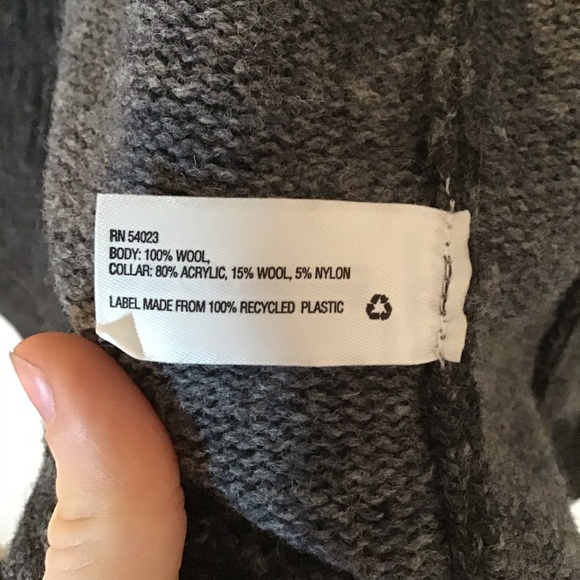 RN 54023
BODY: 100% WOOL,
COLLAR: 80% ACRYLIC, 15% WOOL, 5% NYLON
LABEL MADE FROM 100% RECYCLED PLASTIC